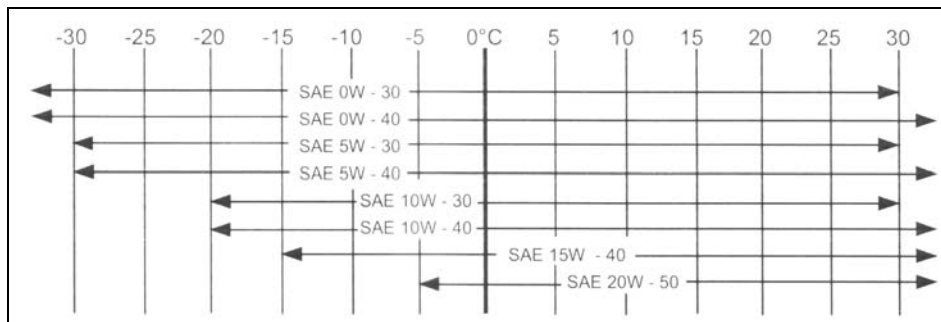 -30 -25 -20 -15 -10 -5 0°C 5 10 15 20 25 30
SAE 0W - 30
SAE 0W - 40
SAE 5W - 30
SAE 5W - 40
SAE 10W - 30
SAE 10W - 40
SAE 15W - 40
SAE 20W - 50